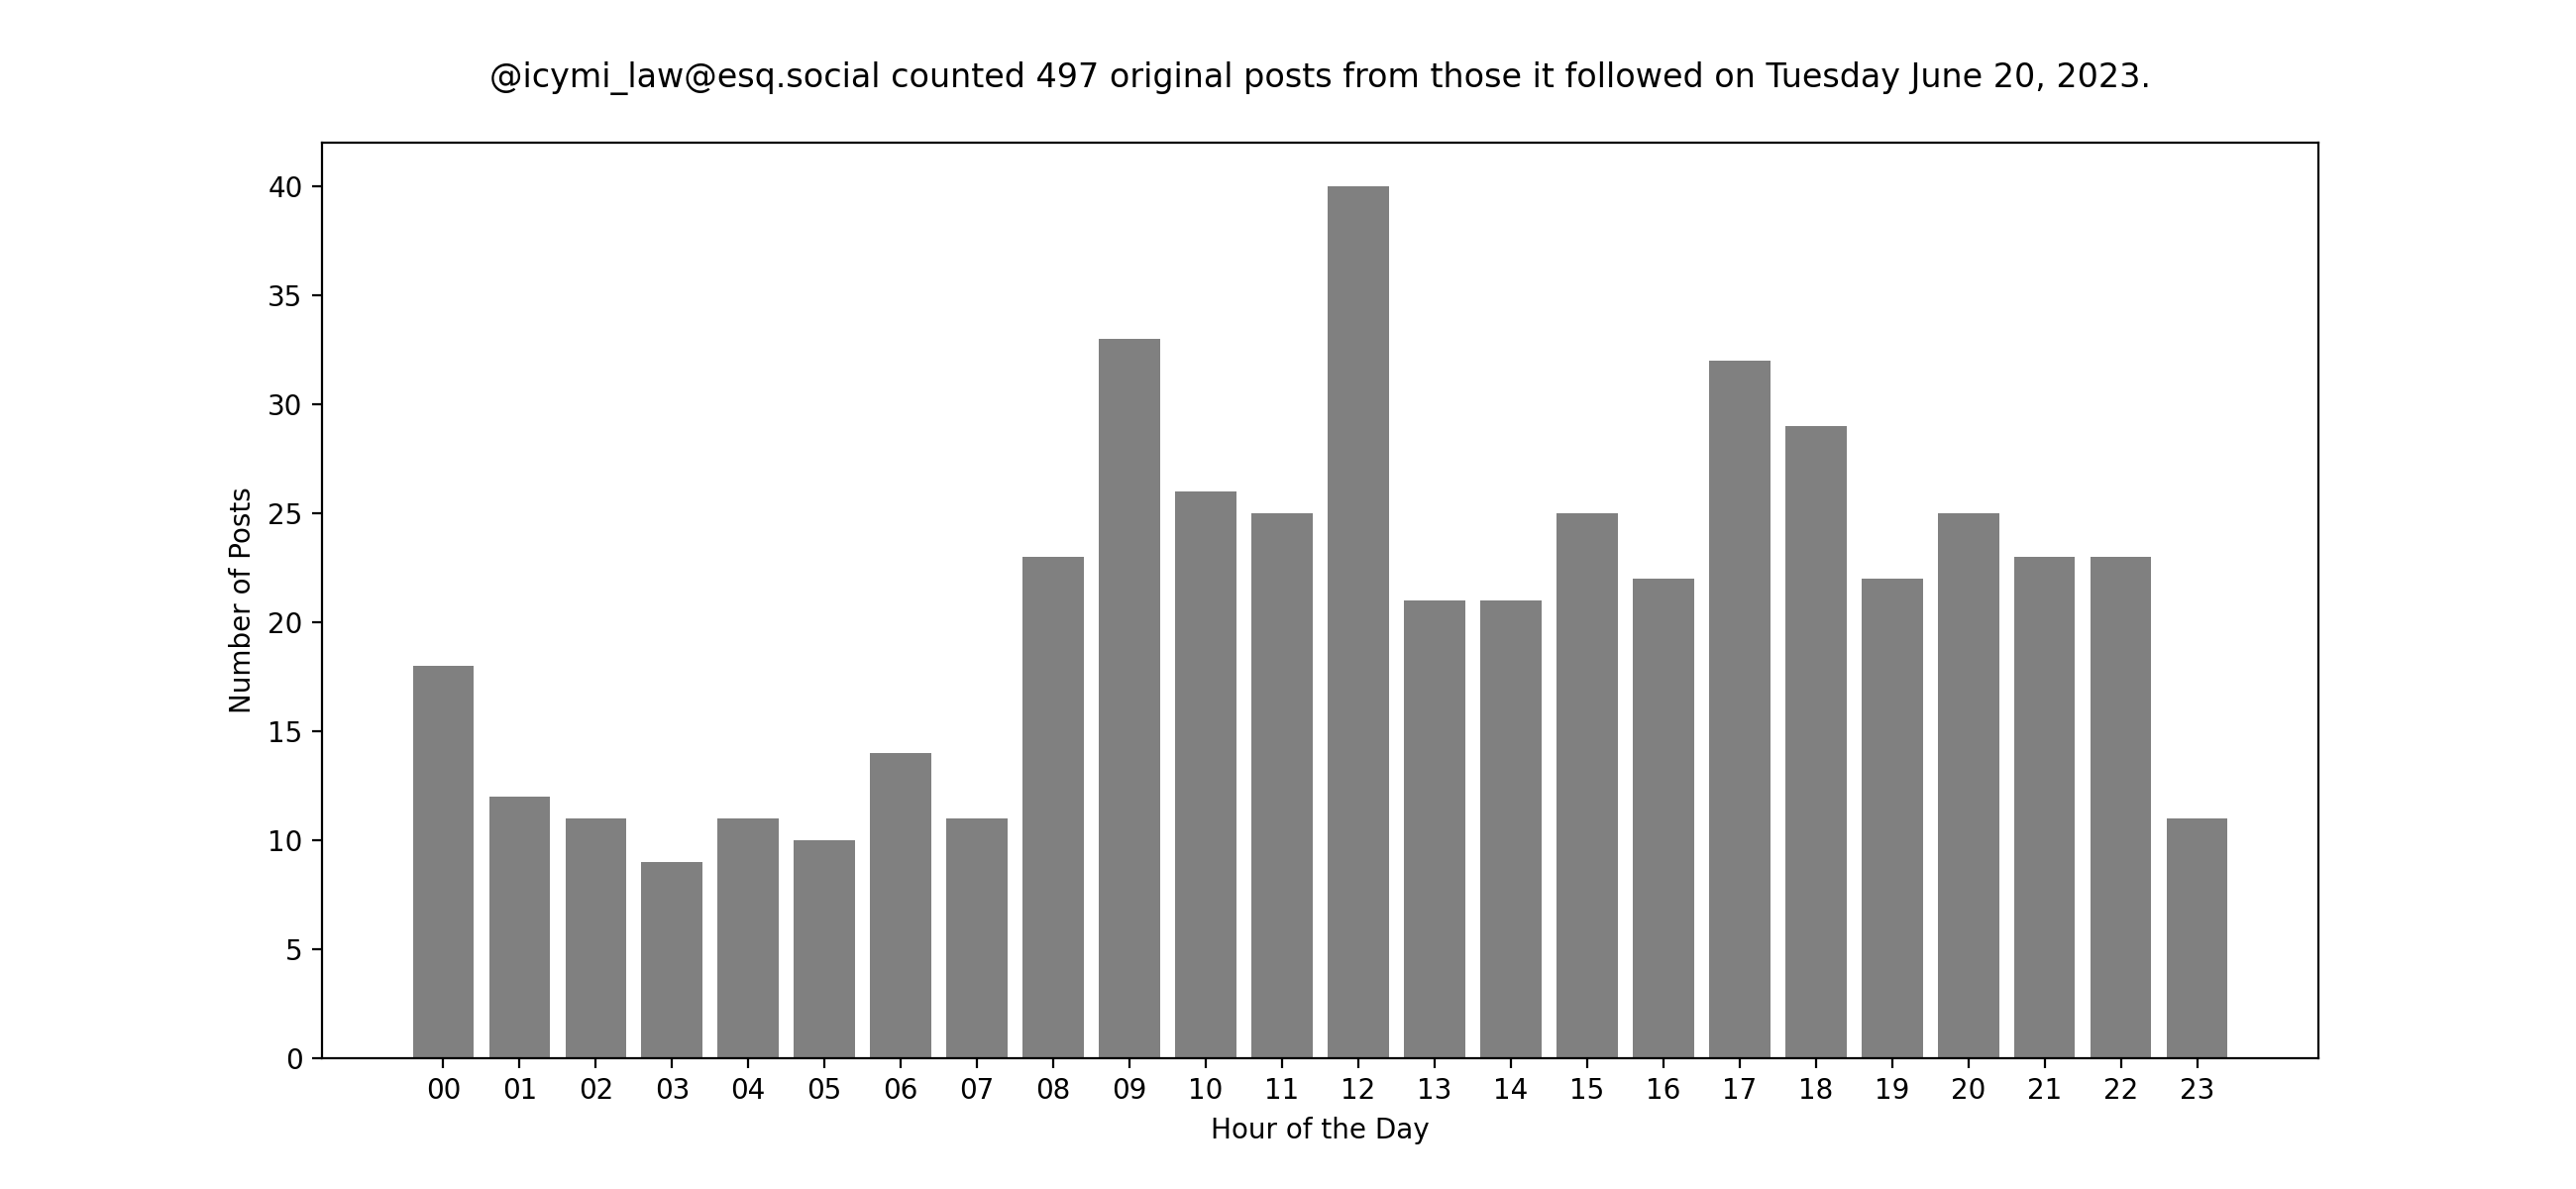 @icymi_law@esq.social counted 497 original posts from those it followed on Tuesday June 20, 2023.
40
35
30
25
20
15
10
5
0
Number of Posts
00 01 02 03 04 05 06 07 08 09 10 11 12 13 14 15 16 17 18 19 20 21 22 23
Hour of the Day